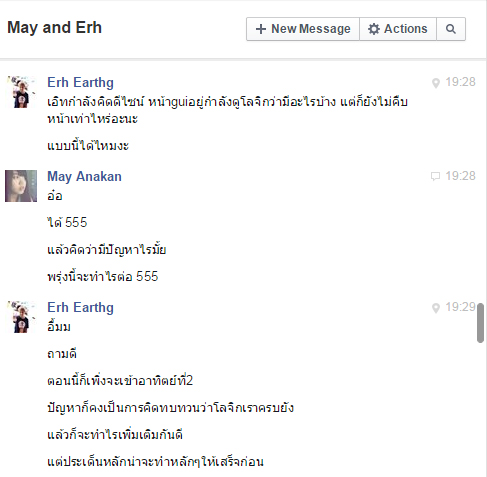 May and Erh
New Message
Actions
Erh Earthg
19:28
เอิทกำลังคิดดีไซน์ หน้าguiอยู่กำลังดูโลจิกว่ามีอะไรบ้าง แต่ก็ยังไม่คืบ
หน้าเท่าไหร่อะนะ
แบบนี้ได้ไหมงะ
May Anakan
19:28
อ๋อ
ได้ 555
แล้วคิดว่ามีปัญหาไรมั้ย
พรุ่งนี้จะทำไรต่อ 555
Erh Earthg
19:29
อื้มม
ถามดี
ตอนนี้ก็เพิ่งจะเข้าอาทิตย์ที่2
ปัญหาก็คงเป็นการคิดทบทวนว่าโลจิกเราครบยัง
แล้วก็จะทำไรเพิ่มเติมกันดี
แต่ประเด็นหลักน่าจะทำหลักๆให้เสร็จก่อน